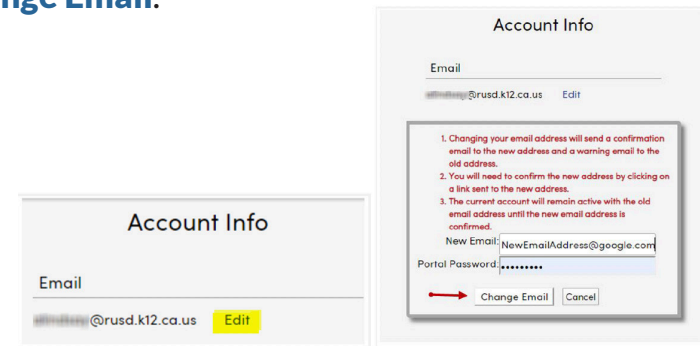 nge Email.
Account Info
Email
@rusd.k12.ca.us Edit
Account Info
Email
@rusd.k12.ca.us Edit
1. Changing your email address will send a confirmation
email to the new address and a warning email to the
old address.
2. You will need to confirm the new address by clicking on
a link sent to the new address.
3. The current account will remain active with the old
email address until the new email address is
confirmed.
New Email: NewEmailAddress@google.com
Portal Password: •••••••••
Change Email Cancel